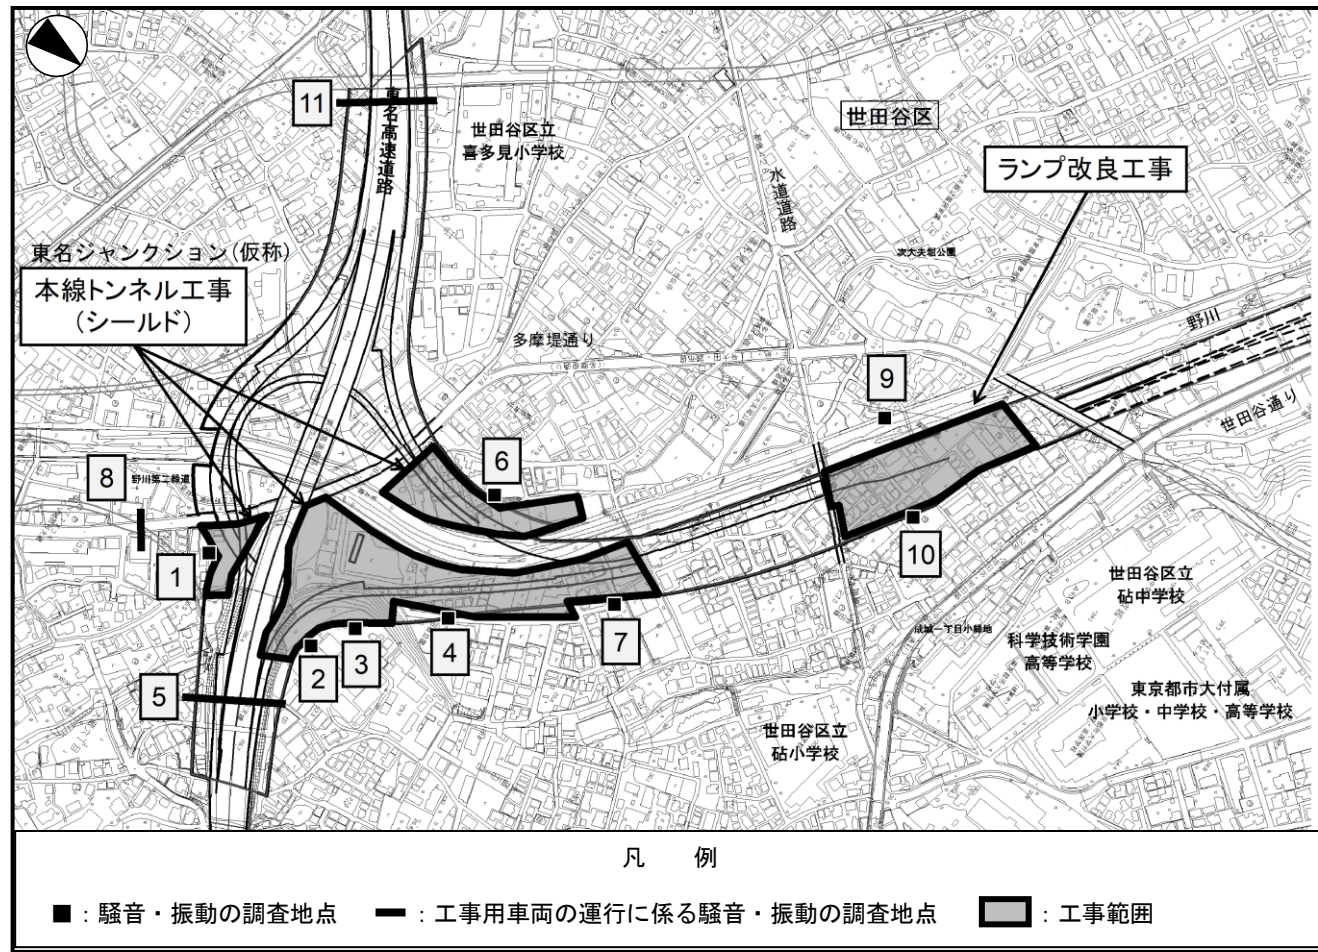 11
東名高速道路
世田谷区立
喜多見小学校
世田谷区
水道道路
ランプ改良工事
東名ジャンクション(仮称)
本線トンネル工事
(シールド)
次大夫堀公園
多摩堤通り
野川
世田谷通り
9
8
野川第二緑道
6
1
10
2
3
4
7
5
世田谷区立
砧中学校
成城一丁目小緑地
科学技術学園
高等学校
東京都市大付属
小学校・中学校・高等学校
世田谷区立
砧小学校
凡 例
■:騒音・振動の調査地点
:工事用車両の運行に係る騒音・振動の調査地点
:工事範囲